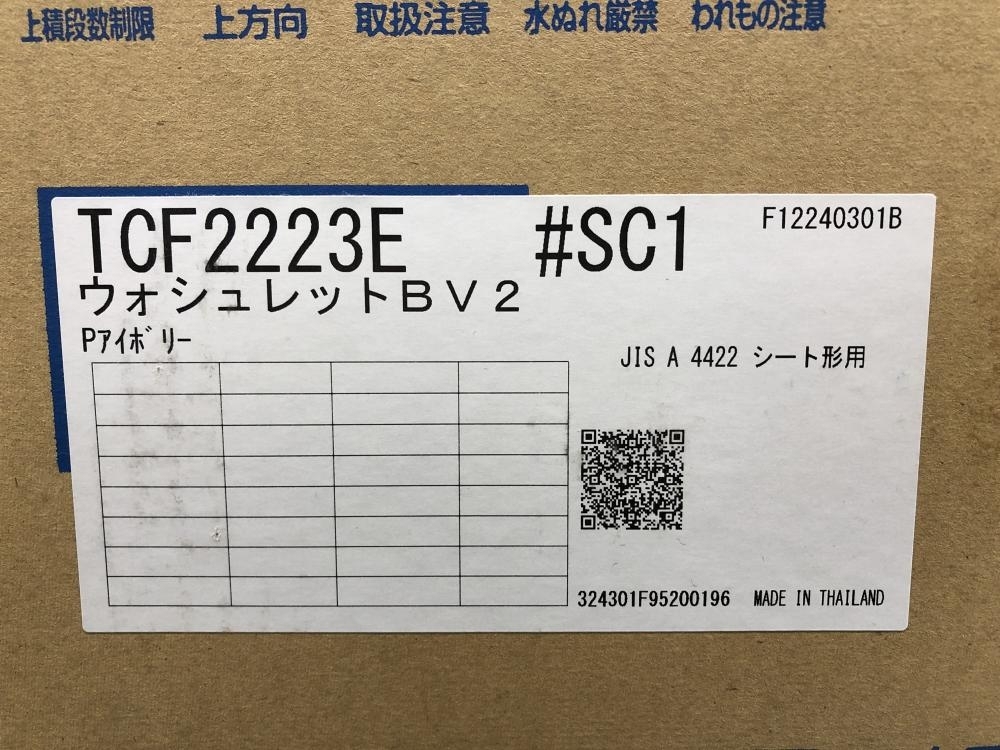 上積段数制限 上方向 取扱注意 水ぬれ厳禁 われもの注意
TCF2223E #SC1 F12240301B
ウォシュレットBV2
Pアイボリー
JIS A 4422 シート形用
324301F95200196 MADE IN THAILAND